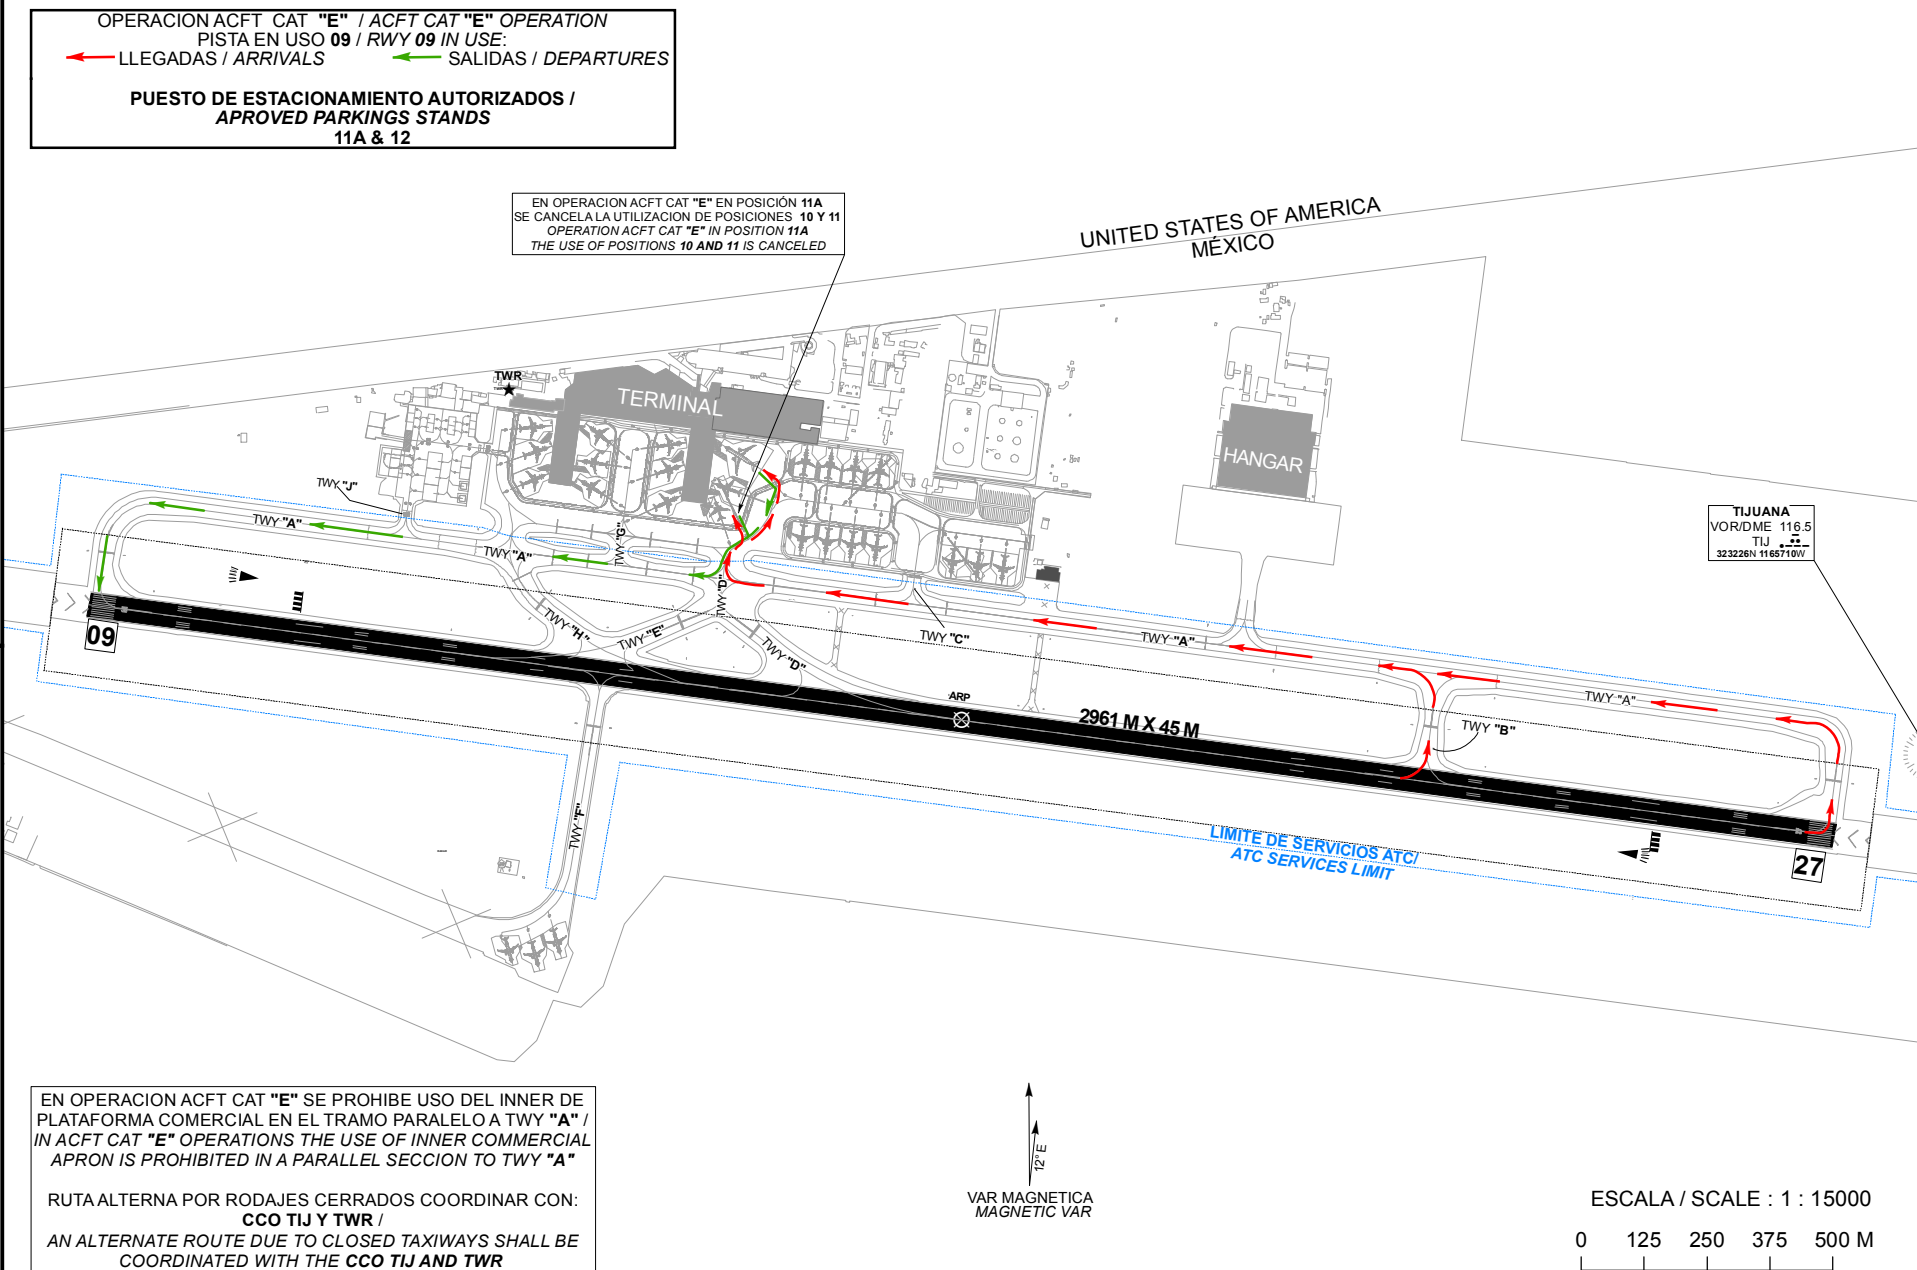 OPERACION ACFT CAT "E" / ACFT CAT "E" OPERATION
PISTA EN USO 09 / RWY 09 IN USE:
LLEGADAS / ARRIVALS
SALIDAS / DEPARTURES
PUESTO DE ESTACIONAMIENTO AUTORIZADOS /
APROVED PARKINGS STANDS
11A & 12
EN OPERACION ACFT CAT "E" EN POSICIÓN 11A
SE CANCELA LA UTILIZACION DE POSICIONES 10 Y 11
OPERATION ACFT CAT "E" IN POSITION 11A
THE USE OF POSITIONS 10 AND 11 IS CANCELED
UNITED STATES OF AMERICA
MÉXICO
TWR
TERMINAL
HANGAR
TWY "J"
TWY "A"
TWY "A"
TWY "G"
TWY "D"
TWY "H"
TWY "E"
TWY "D"
TWY "C"
TWY "A"
TWY "A"
TWY "B"
TWY "F"
TIJUANA
VOR/DME 116.5
TIJ
323226N 1165710W
09
ARP
2961 M X 45 M
27
LIMITE DE SERVICIOS ATC/
ATC SERVICES LIMIT
EN OPERACION ACFT CAT "E" SE PROHIBE USO DEL INNER DE
PLATAFORMA COMERCIAL EN EL TRAMO PARALELO A TWY "A" /
IN ACFT CAT "E" OPERATIONS THE USE OF INNER COMMERCIAL
APRON IS PROHIBITED IN A PARALLEL SECCION TO TWY "A"
RUTA ALTERNA POR RODAJES CERRADOS COORDINAR CON:
CCO TIJ Y TWR /
AN ALTERNATE ROUTE DUE TO CLOSED TAXIWAYS SHALL BE
COORDINATED WITH THE CCO TIJ AND TWR
12° E
VAR MAGNETICA
MAGNETIC VAR
ESCALA / SCALE : 1 : 15000
0 125 250 375 500 M